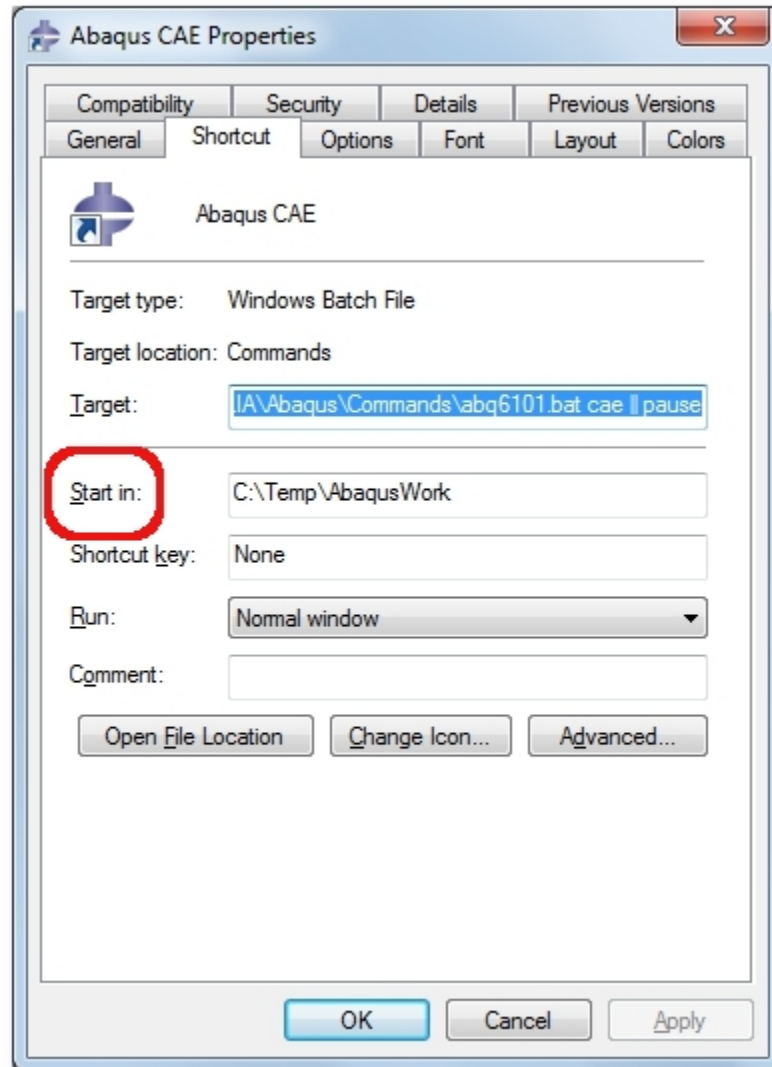 Abaqus CAE Properties
Compatibility Security Details Previous Versions
General Shortcut Options Font Layout Colors
Abaqus CAE
Target type: Windows Batch File
Target location: Commands
Target: .IA\Abaqus\Commands\abq6101.bat cae || pause
Start in: C:\Temp\AbaqusWork
Shortcut key: None
Run: Normal window
Comment:
Open File Location Change Icon... Advanced...
OK Cancel Apply